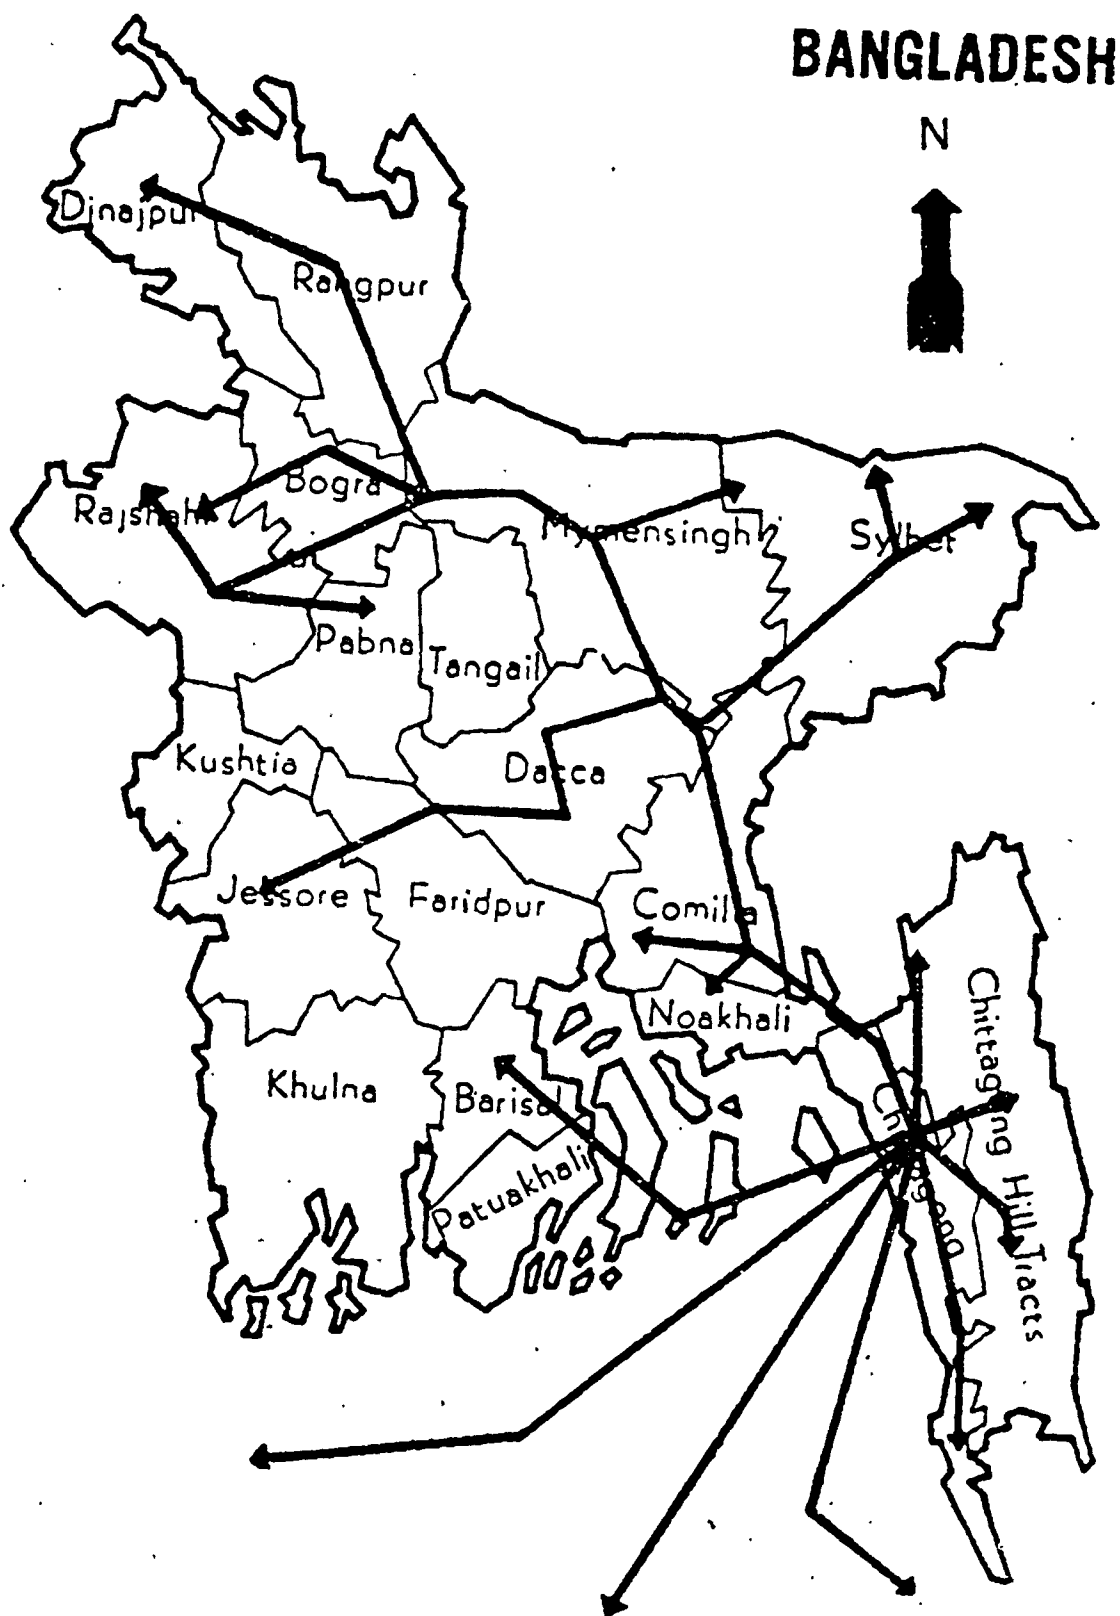 BANGLADESH
N
Dinajpur
Rangpur
Bogra
Rajshahi
Mymensingh
Sylhet
Pabna
Tangail
Kushtia
Dacca
Jessore
Faridpur
Comilla
Noakhali
Chittagong Hill Tracts
Khulna
Barisal
Chittagong
Patuakhali